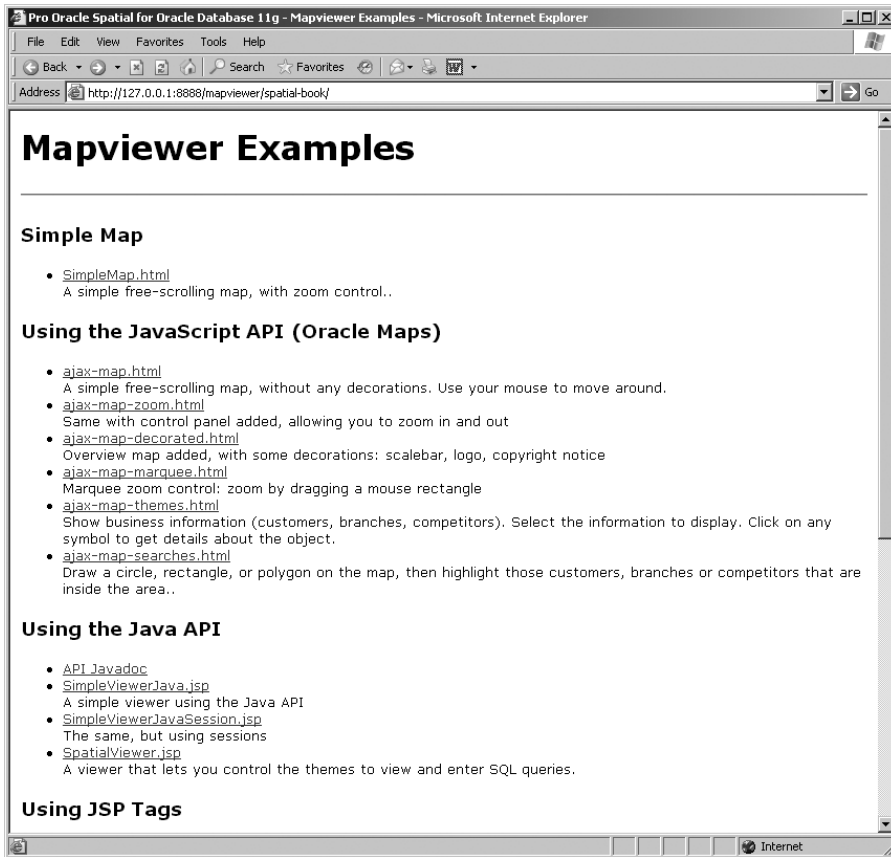 Pro Oracle Spatial for Oracle Database 11g - Mapviewer Examples - Microsoft Internet Explorer
File Edit View Favorites Tools Help
Back Search Favorites
Address http://127.0.0.1:8888/mapviewer/spatial-book/ Go
Mapviewer Examples
Simple Map
• SimpleMap.html
A simple free-scrolling map, with zoom control..
Using the JavaScript API (Oracle Maps)
• ajax-map.html
A simple free-scrolling map, without any decorations. Use your mouse to move around.
• ajax-map-zoom.html
Same with control panel added, allowing you to zoom in and out
• ajax-map-decorated.html
Overview map added, with some decorations: scalebar, logo, copyright notice
• ajax-map-marquee.html
Marquee zoom control: zoom by dragging a mouse rectangle
• ajax-map-themes.html
Show business information (customers, branches, competitors). Select the information to display. Click on any
symbol to get details about the object.
• ajax-map-searches.html
Draw a circle, rectangle, or polygon on the map, then highlight those customers, branches or competitors that are
inside the area..
Using the Java API
• API Javadoc
• SimpleViewerJava.jsp
A simple viewer using the Java API
• SimpleViewerJavaSession.jsp
The same, but using sessions
• SpatialViewer.jsp
A viewer that lets you control the themes to view and enter SQL queries.
Using JSP Tags
Internet